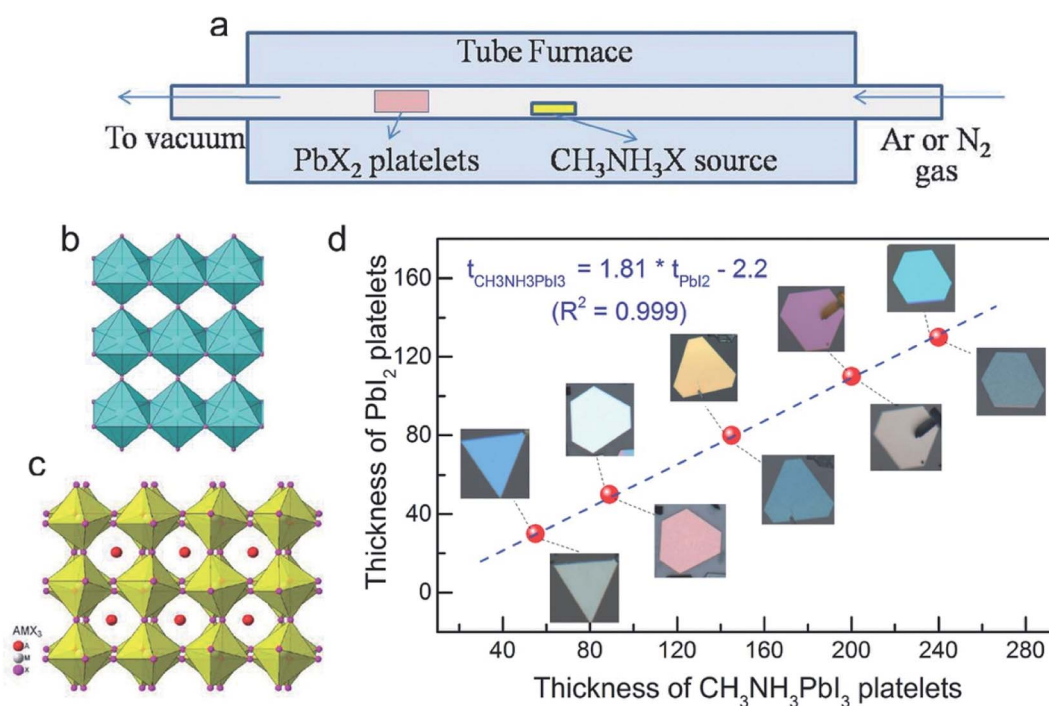 a
Tube Furnace
To vacuum
PbX₂ platelets
CH₃NH₃X source
Ar or N₂
gas
b
c
AMX₃
A
M
X
d
t_CH3NH3PbI3 = 1.81 * t_PbI2 - 2.2
(R² = 0.999)
Thickness of PbI₂ platelets
160
120
80
40
0
40
80
120
160
200
240
280
Thickness of CH₃NH₃PbI₃ platelets